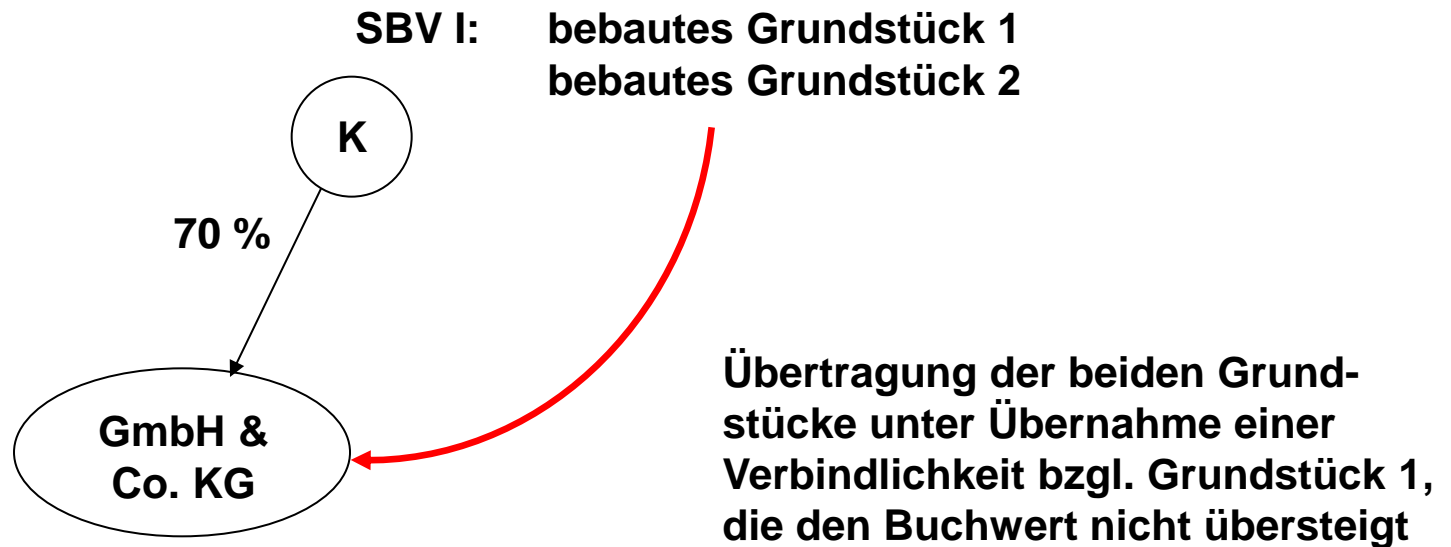 SBV I: bebautes Grundstück 1
bebautes Grundstück 2
K
70 %
GmbH &
Co. KG
Übertragung der beiden Grund-
stücke unter Übernahme einer
Verbindlichkeit bzgl. Grundstück 1,
die den Buchwert nicht übersteigt